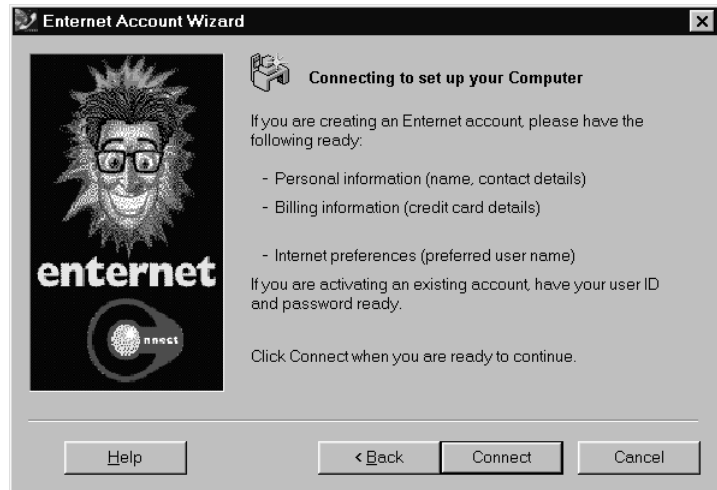 Enternet Account Wizard
Connecting to set up your Computer
If you are creating an Enternet account, please have the
following ready:
- Personal information (name, contact details)
- Billing information (credit card details)
- Internet preferences (preferred user name)
If you are activating an existing account, have your user ID
and password ready.
Click Connect when you are ready to continue.
enternet
nnect
Help
< Back
Connect
Cancel